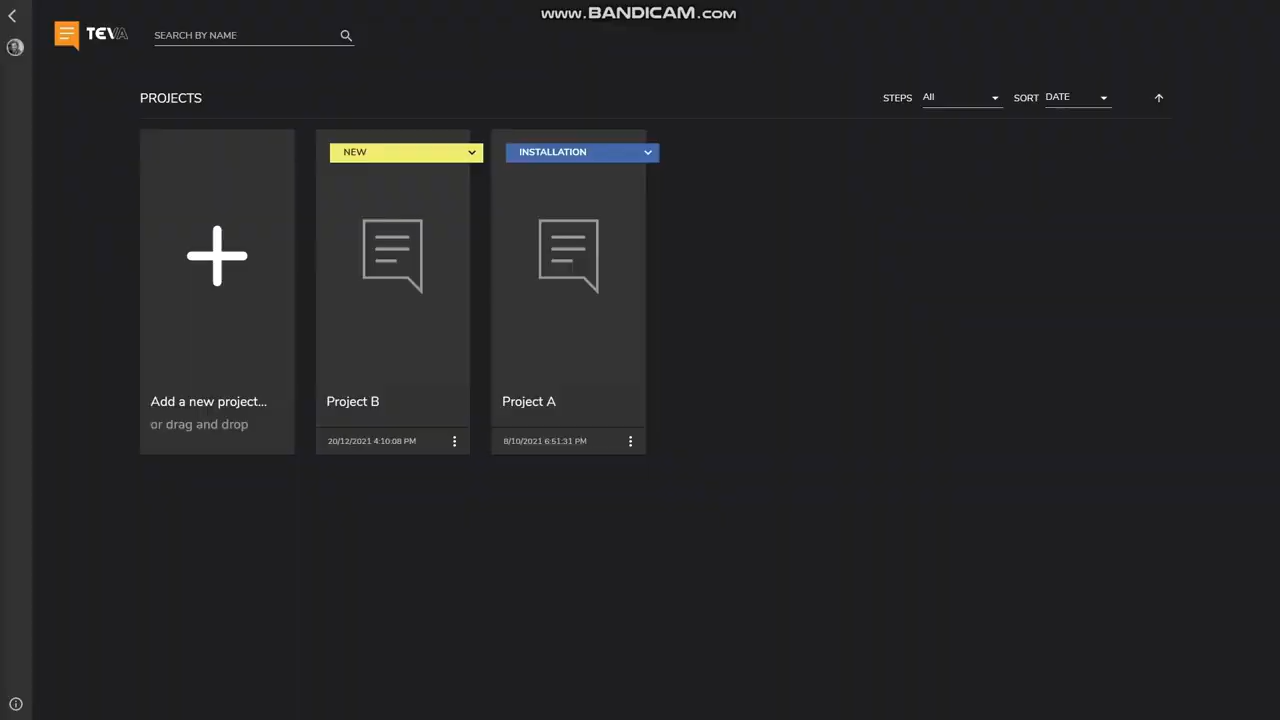 www.BANDICAM.com
TEVA
SEARCH BY NAME
PROJECTS
STEPS All SORT DATE
NEW
INSTALLATION
Add a new project...
or drag and drop
Project B
20/12/2021 4:10:08 PM
Project A
8/10/2021 6:51:31 PM